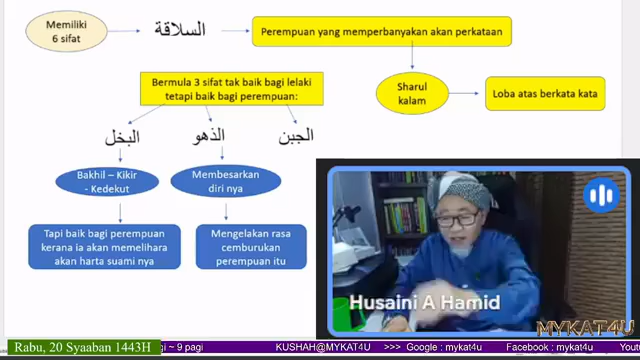 Memiliki
6 sifat
السلاقة
Perempuan yang memperbanyakan akan perkataan
Sharul
kalam
Loba atas berkata kata
Bermula 3 sifat tak baik bagi lelaki
tetapi baik bagi perempuan:
البخل
الذهو
الجبن
Bakhil – Kikir
- Kedekut
Membesarkan
diri nya
Tapi baik bagi perempuan
kerana ia akan memelihara
akan harta suami nya
Mengelakan rasa
cemburukan
perempuan itu
Husaini A Hamid
MYKAT4U
Rabu, 20 Syaaban 1443H
gi ~ 9 pagi KUSHAH@MYKAT4U >>> Google : mykat4u Facebook : mykat4u Yout